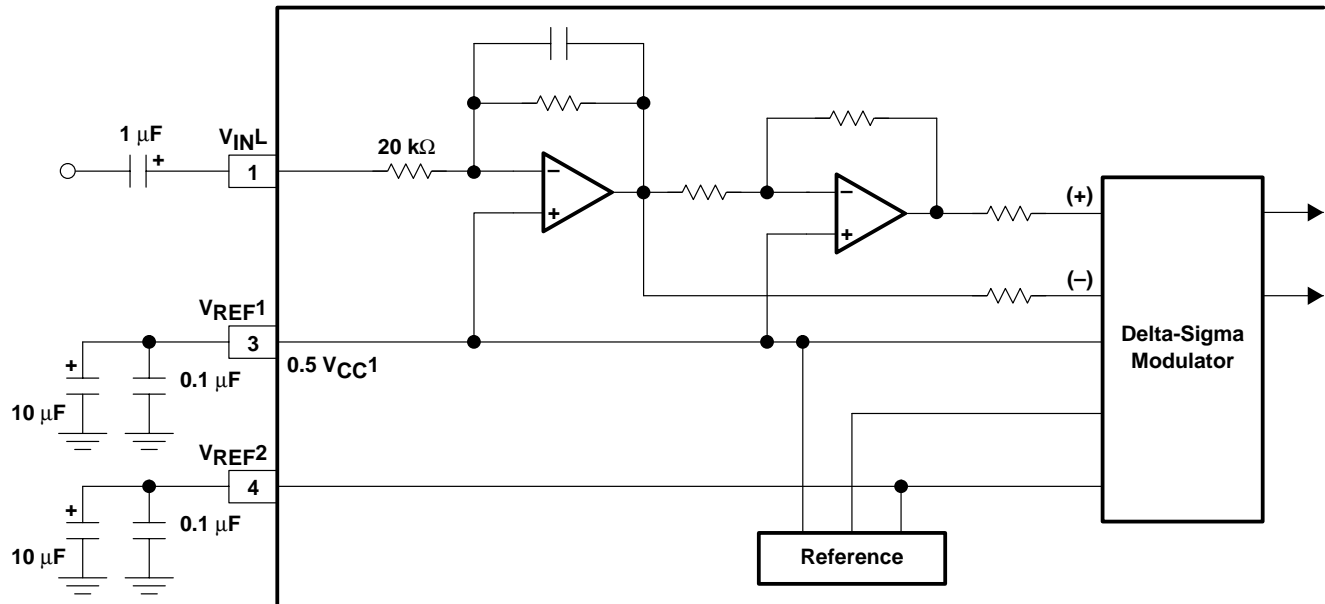 1 μF
+
VINL
1
20 kΩ
−
+
−
+
(+)
(−)
Delta-Sigma
Modulator
VREF1
3
0.5 VCC1
+
10 μF
0.1 μF
VREF2
4
+
10 μF
0.1 μF
Reference